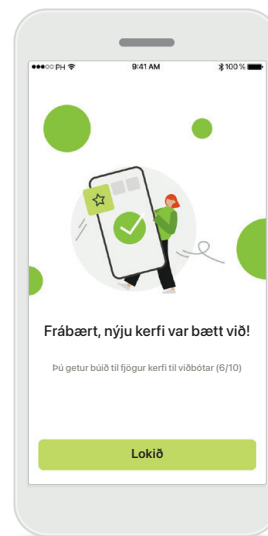 PH 9:41 AM 100 %
Frábært, nýju kerfi var bætt við!
Þú getur búið til fjögur kerfi til viðbótar (6/10)
Lokið